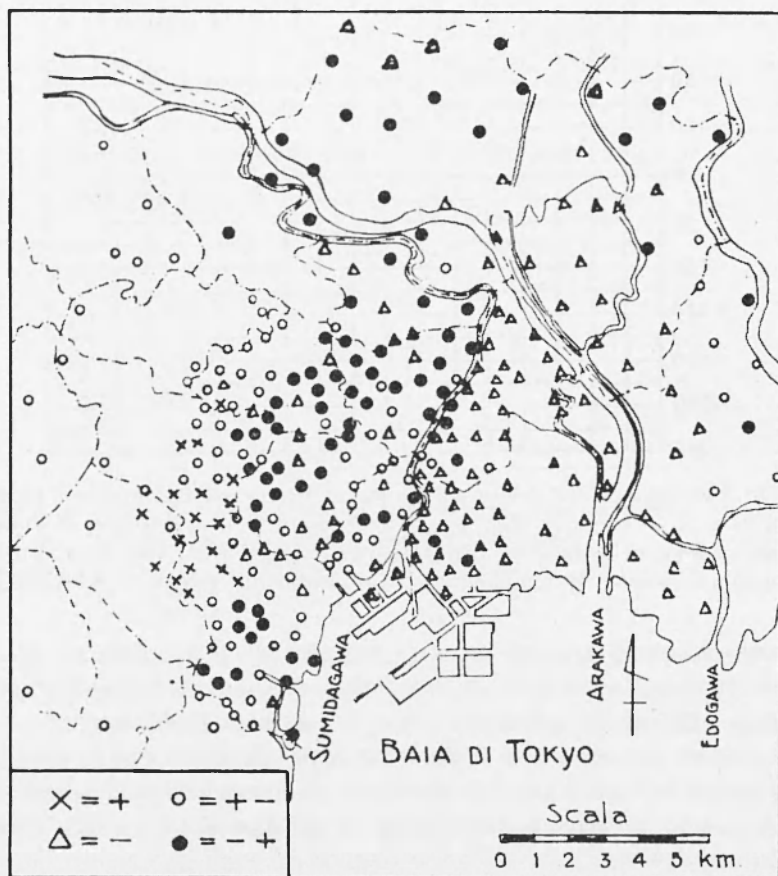 SUMIDAGAWA
ARAKAWA
EDOGAWA
BAIA DI TOKYO
× = + ○ = + −
△ = − ● = − +
Scala
0 1 2 3 4 5 km.